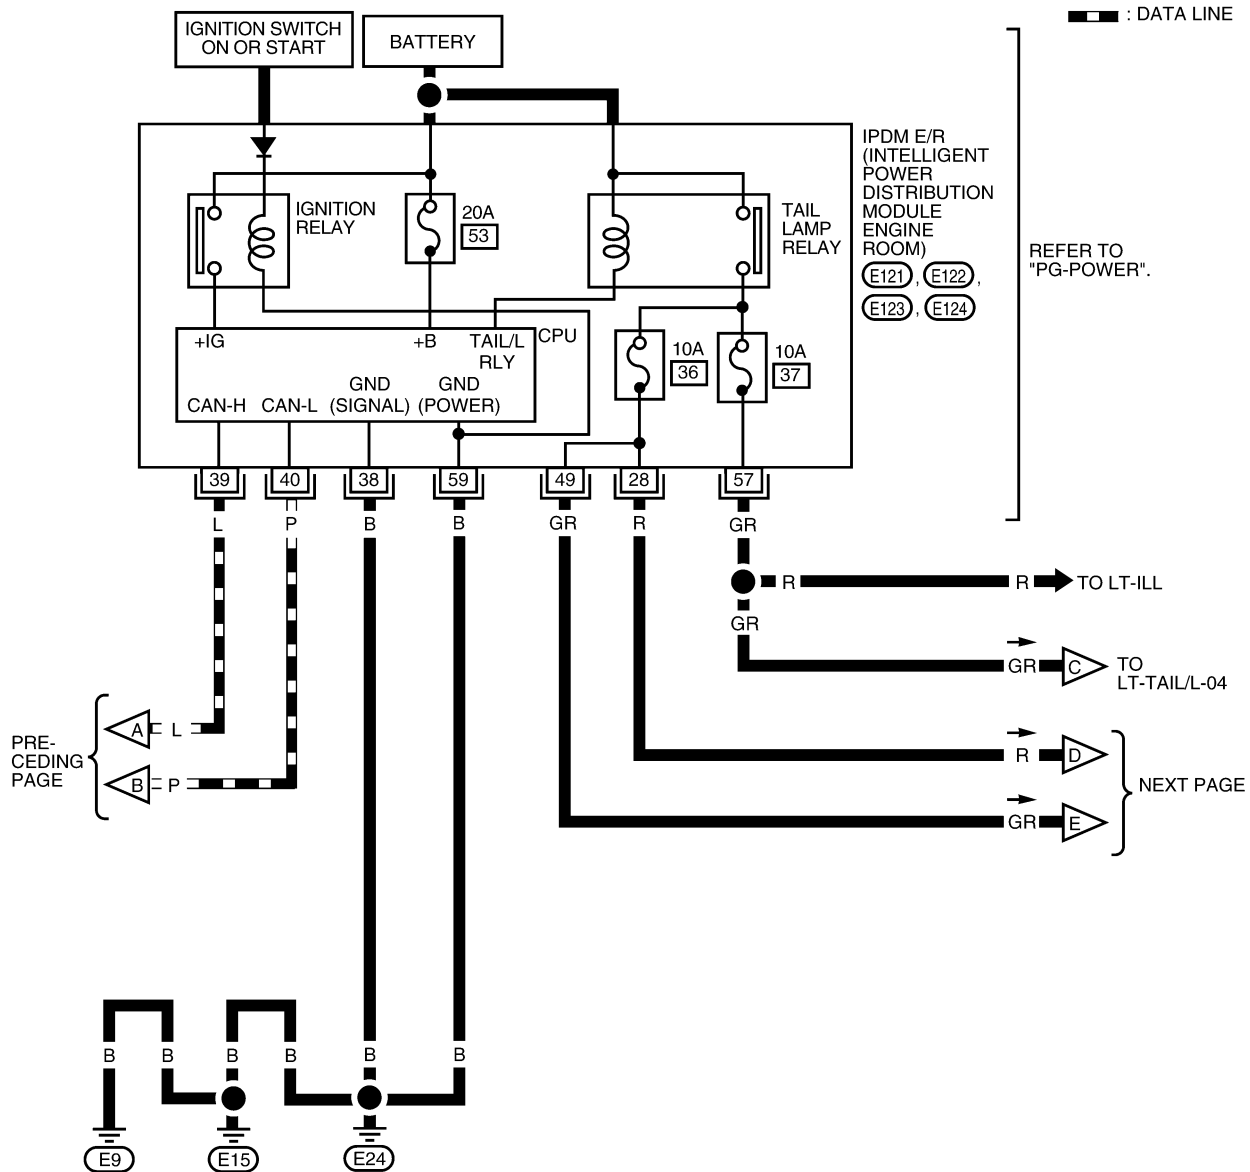 : DATA LINE
IGNITION SWITCH
ON OR START
BATTERY
IPDM E/R
(INTELLIGENT
POWER
DISTRIBUTION
MODULE
ENGINE
ROOM)
E121 , E122 ,
E123 , E124
REFER TO
"PG-POWER".
IGNITION
RELAY
20A
53
TAIL
LAMP
RELAY
+IG
+B
TAIL/L
RLY
CPU
10A
36
10A
37
CAN-H
CAN-L
GND
(SIGNAL)
GND
(POWER)
39
40
38
59
49
28
57
L
P
B
B
GR
R
GR
R
R
TO LT-ILL
GR
GR
C
TO
LT-TAIL/L-04
A
L
R
D
PRE-
CEDING
PAGE
B
P
NEXT PAGE
GR
E
B
B
B
B
B
B
E9
E15
E24